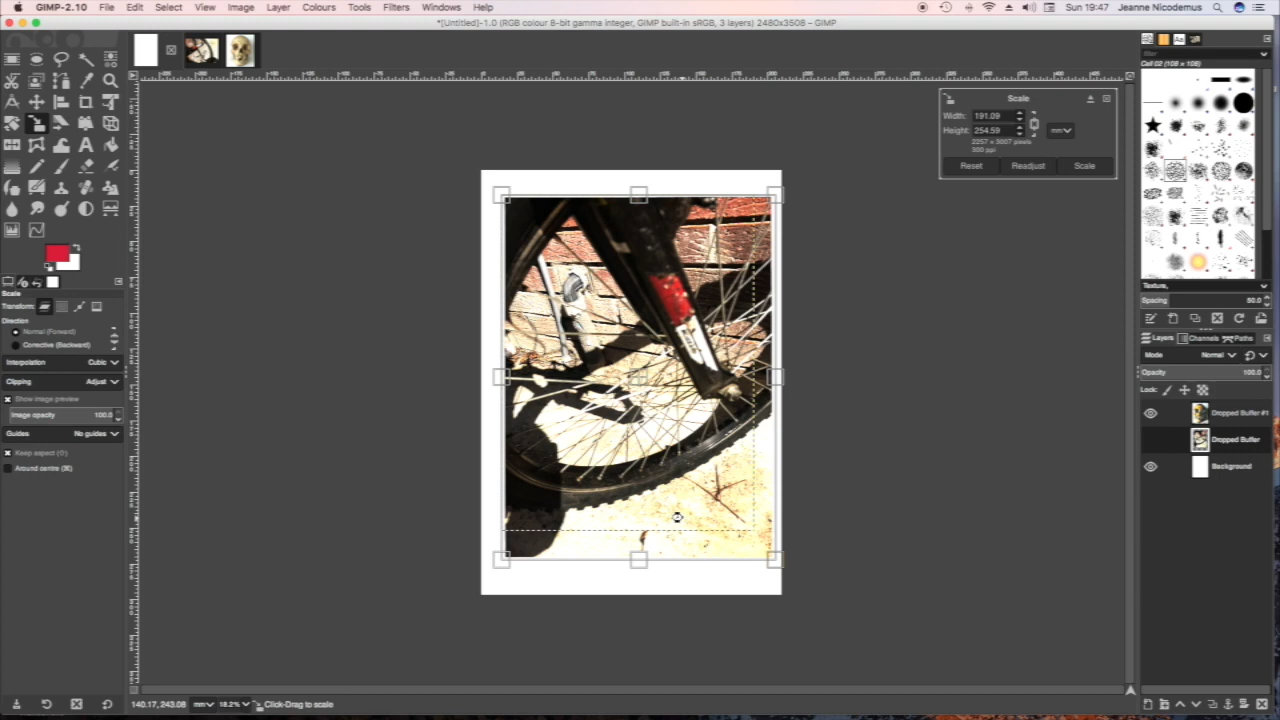 GIMP-2.10 File Edit Select View Image Layer Colours Tools Filters Windows Help Sun 19:47 Jeanne Nicodemus
*[Untitled]-1.0 (RGB colour 8-bit gamma integer, GIMP built-in sRGB, 3 layers) 2480x3508 – GIMP
Cell 02 (108 × 108)
Scale
Width: 191.09
Height: 254.59 mm
2257 × 3007 pixels
300 ppi
Reset Readjust Scale
Scale
Transform:
Direction
Normal (Forward)
Corrective (Backward)
Interpolation Cubic
Clipping Adjust
Show image preview
Image opacity 100.0
Guides No guides
Keep aspect
Around centre (⌘)
Texture,
Spacing 50.0
Layers Channels Paths
Mode Normal
Opacity 100.0
Lock:
Dropped Buffer #1
Dropped Buffer
Background
140.17, 243.08 mm 18.2% Click-Drag to scale